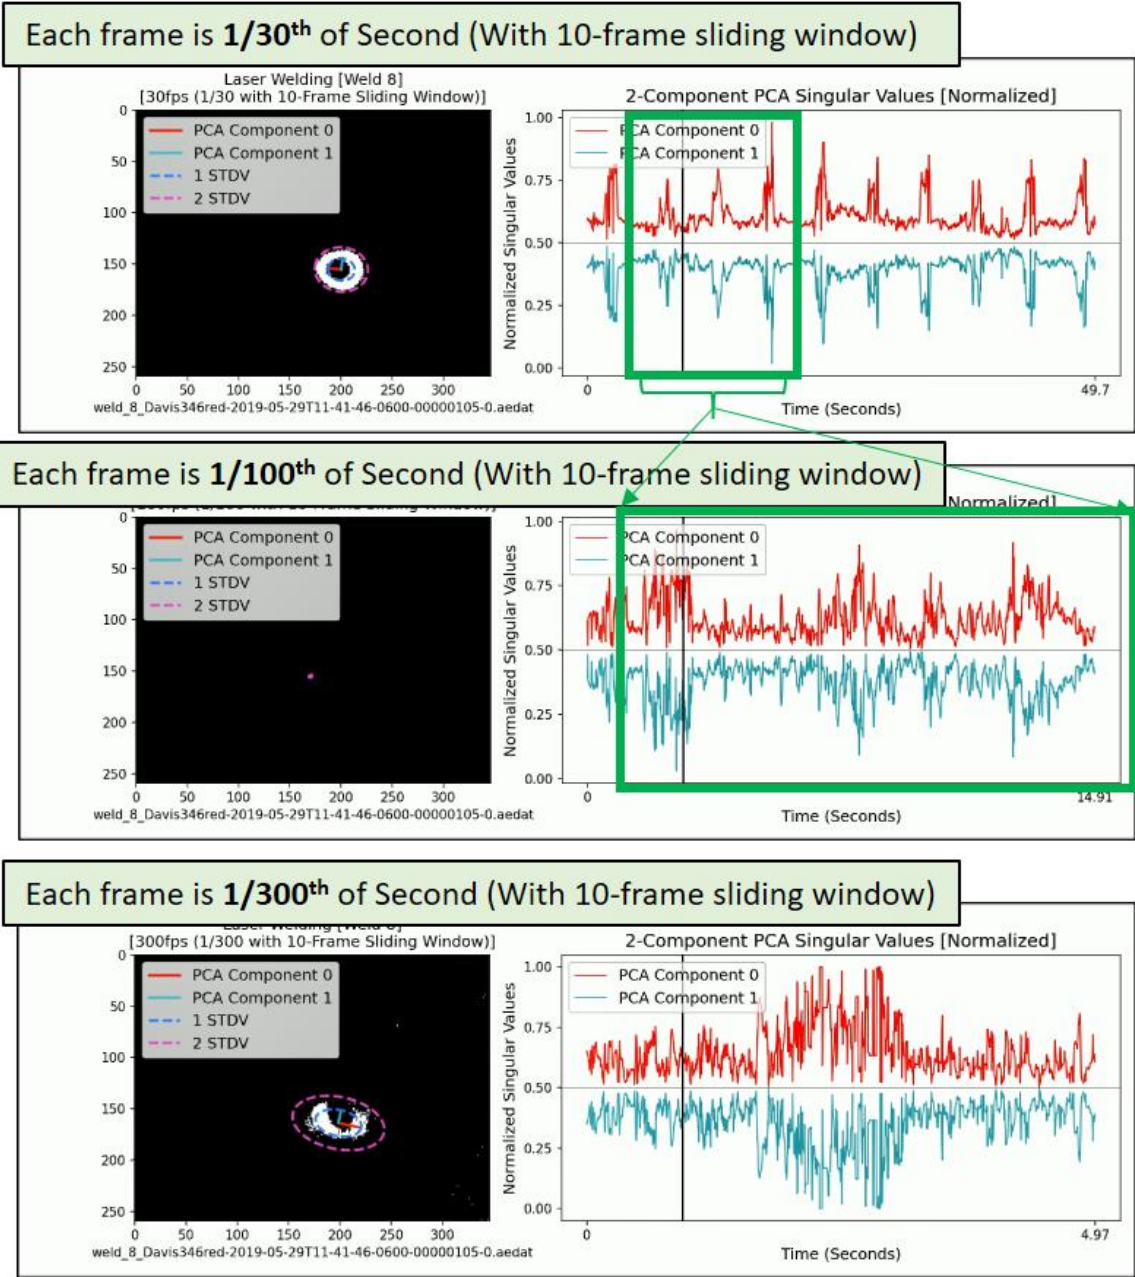 Each frame is 1/30th of Second (With 10-frame sliding window)
Laser Welding [Weld 8]
[30fps (1/30 with 10-Frame Sliding Window)]
0
50
100
150
200
250
PCA Component 0
PCA Component 1
1 STDV
2 STDV
0 50 100 150 200 250 300
weld_8_Davis346red-2019-05-29T11-41-46-0600-00000105-0.aedat
2-Component PCA Singular Values [Normalized]
Normalized Singular Values
1.00
0.75
0.50
0.25
0.00
PCA Component 0
PCA Component 1
0 49.7
Time (Seconds)
Each frame is 1/100th of Second (With 10-frame sliding window)
0
50
100
150
200
250
PCA Component 0
PCA Component 1
1 STDV
2 STDV
0 50 100 150 200 250 300
weld_8_Davis346red-2019-05-29T11-41-46-0600-00000105-0.aedat
Normalized]
Normalized Singular Values
1.00
0.75
0.50
0.25
0.00
PCA Component 0
PCA Component 1
0 14.91
Time (Seconds)
Each frame is 1/300th of Second (With 10-frame sliding window)
Laser Welding [Weld 8]
[300fps (1/300 with 10-Frame Sliding Window)]
0
50
100
150
200
250
PCA Component 0
PCA Component 1
1 STDV
2 STDV
0 50 100 150 200 250 300
weld_8_Davis346red-2019-05-29T11-41-46-0600-00000105-0.aedat
2-Component PCA Singular Values [Normalized]
Normalized Singular Values
1.00
0.75
0.50
0.25
0.00
PCA Component 0
PCA Component 1
0 4.97
Time (Seconds)